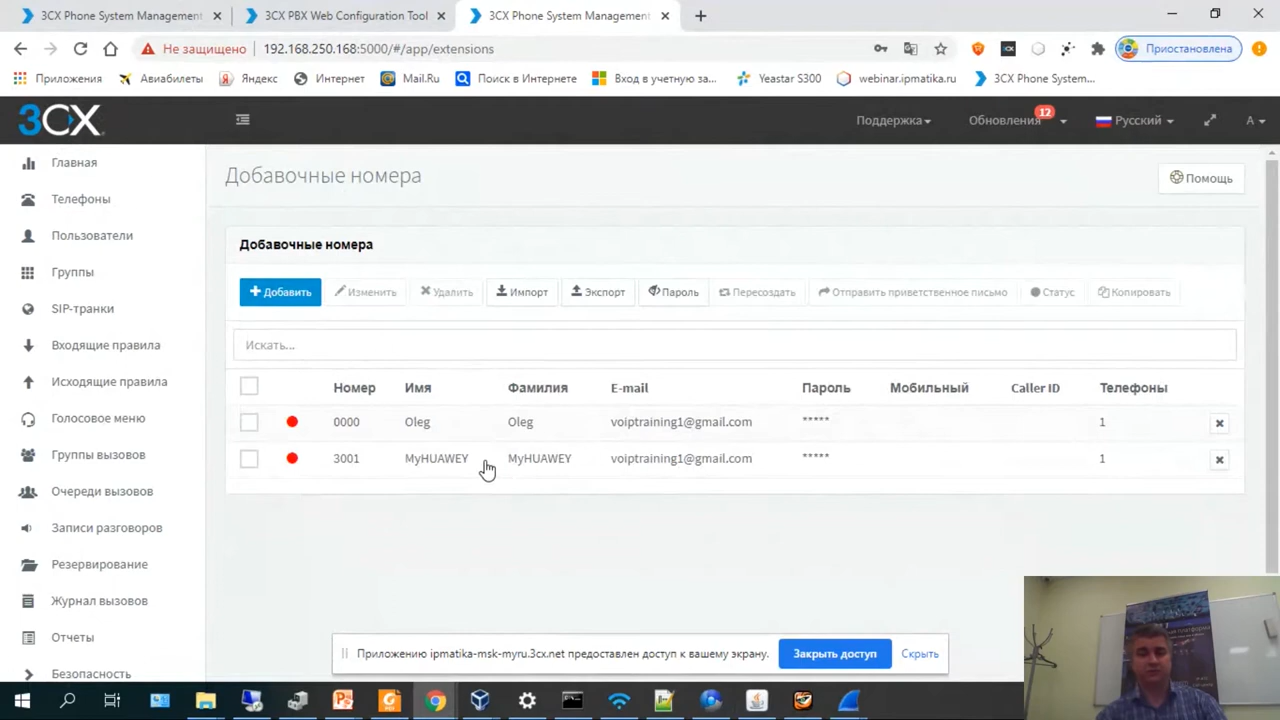 3CX Phone System Management
3CX PBX Web Configuration Tool
3CX Phone System Management
Не защищено
192.168.250.168:5000/#/app/extensions
Приостановлена
Приложения
Авиабилеты
Яндекс
Интернет
Mail.Ru
Поиск в Интернете
Вход в учетную за...
Yeastar S300
webinar.ipmatika.ru
3CX Phone System...
3CX
Поддержка
Обновления
12
Русский
A
Главная
Телефоны
Пользователи
Группы
SIP-транки
Входящие правила
Исходящие правила
Голосовое меню
Группы вызовов
Очереди вызовов
Записи разговоров
Резервирование
Журнал вызовов
Отчеты
Безопасность
Добавочные номера
Помощь
Добавочные номера
Добавить
Изменить
Удалить
Импорт
Экспорт
Пароль
Пересоздать
Отправить приветственное письмо
Статус
Копировать
Искать...
Номер Имя Фамилия E-mail Пароль Мобильный Caller ID Телефоны
0000 Oleg Oleg voiptraining1@gmail.com ***** 1
3001 MyHUAWEY MyHUAWEY voiptraining1@gmail.com ***** 1
Приложению ipmatika-msk-myru.3cx.net предоставлен доступ к вашему экрану.
Закрыть доступ
Скрыть